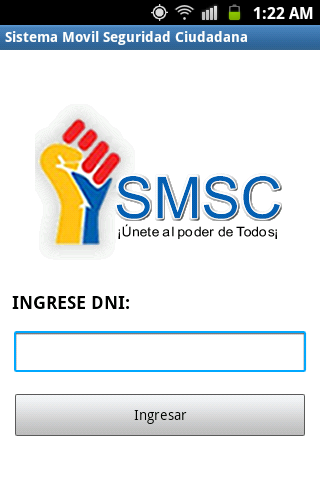 1:22 AM
Sistema Movil Seguridad Ciudadana
SMSC
¡Únete al poder de Todos¡
INGRESE DNI:
Ingresar